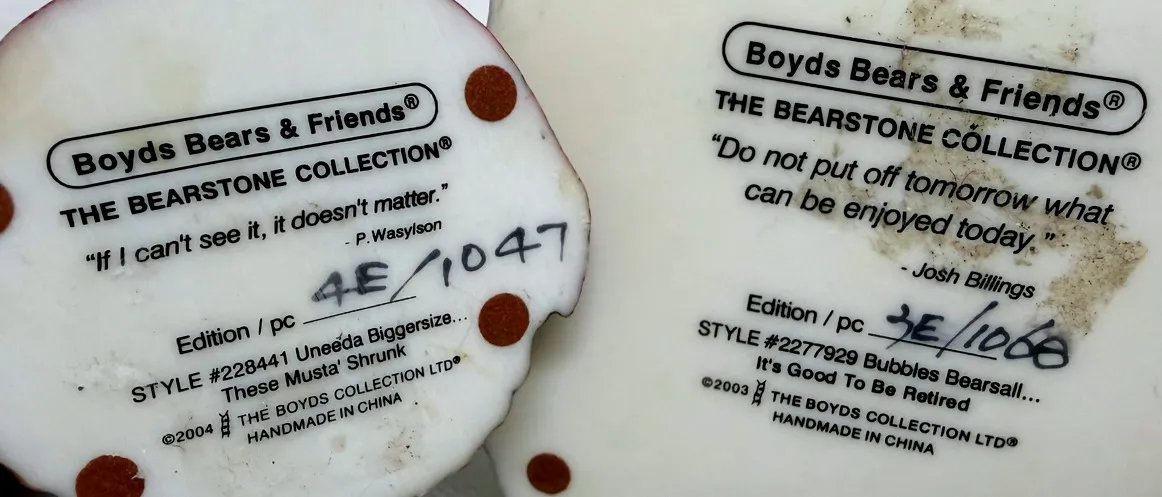 Boyds Bears & Friends®
THE BEARSTONE COLLECTION®
“If I can't see it, it doesn't matter.”
- P.Wasylson
Edition / pc 4E/1047
STYLE #228441 Uneeda Biggersize...
These Musta' Shrunk
©2004 THE BOYDS COLLECTION LTD®
HANDMADE IN CHINA
Boyds Bears & Friends®
THE BEARSTONE COLLECTION®
“Do not put off tomorrow what
can be enjoyed today.”
- Josh Billings
Edition / pc 3E/1068
STYLE #2277929 Bubbles Bearsall...
It's Good To Be Retired
©2003 THE BOYDS COLLECTION LTD®
HANDMADE IN CHINA